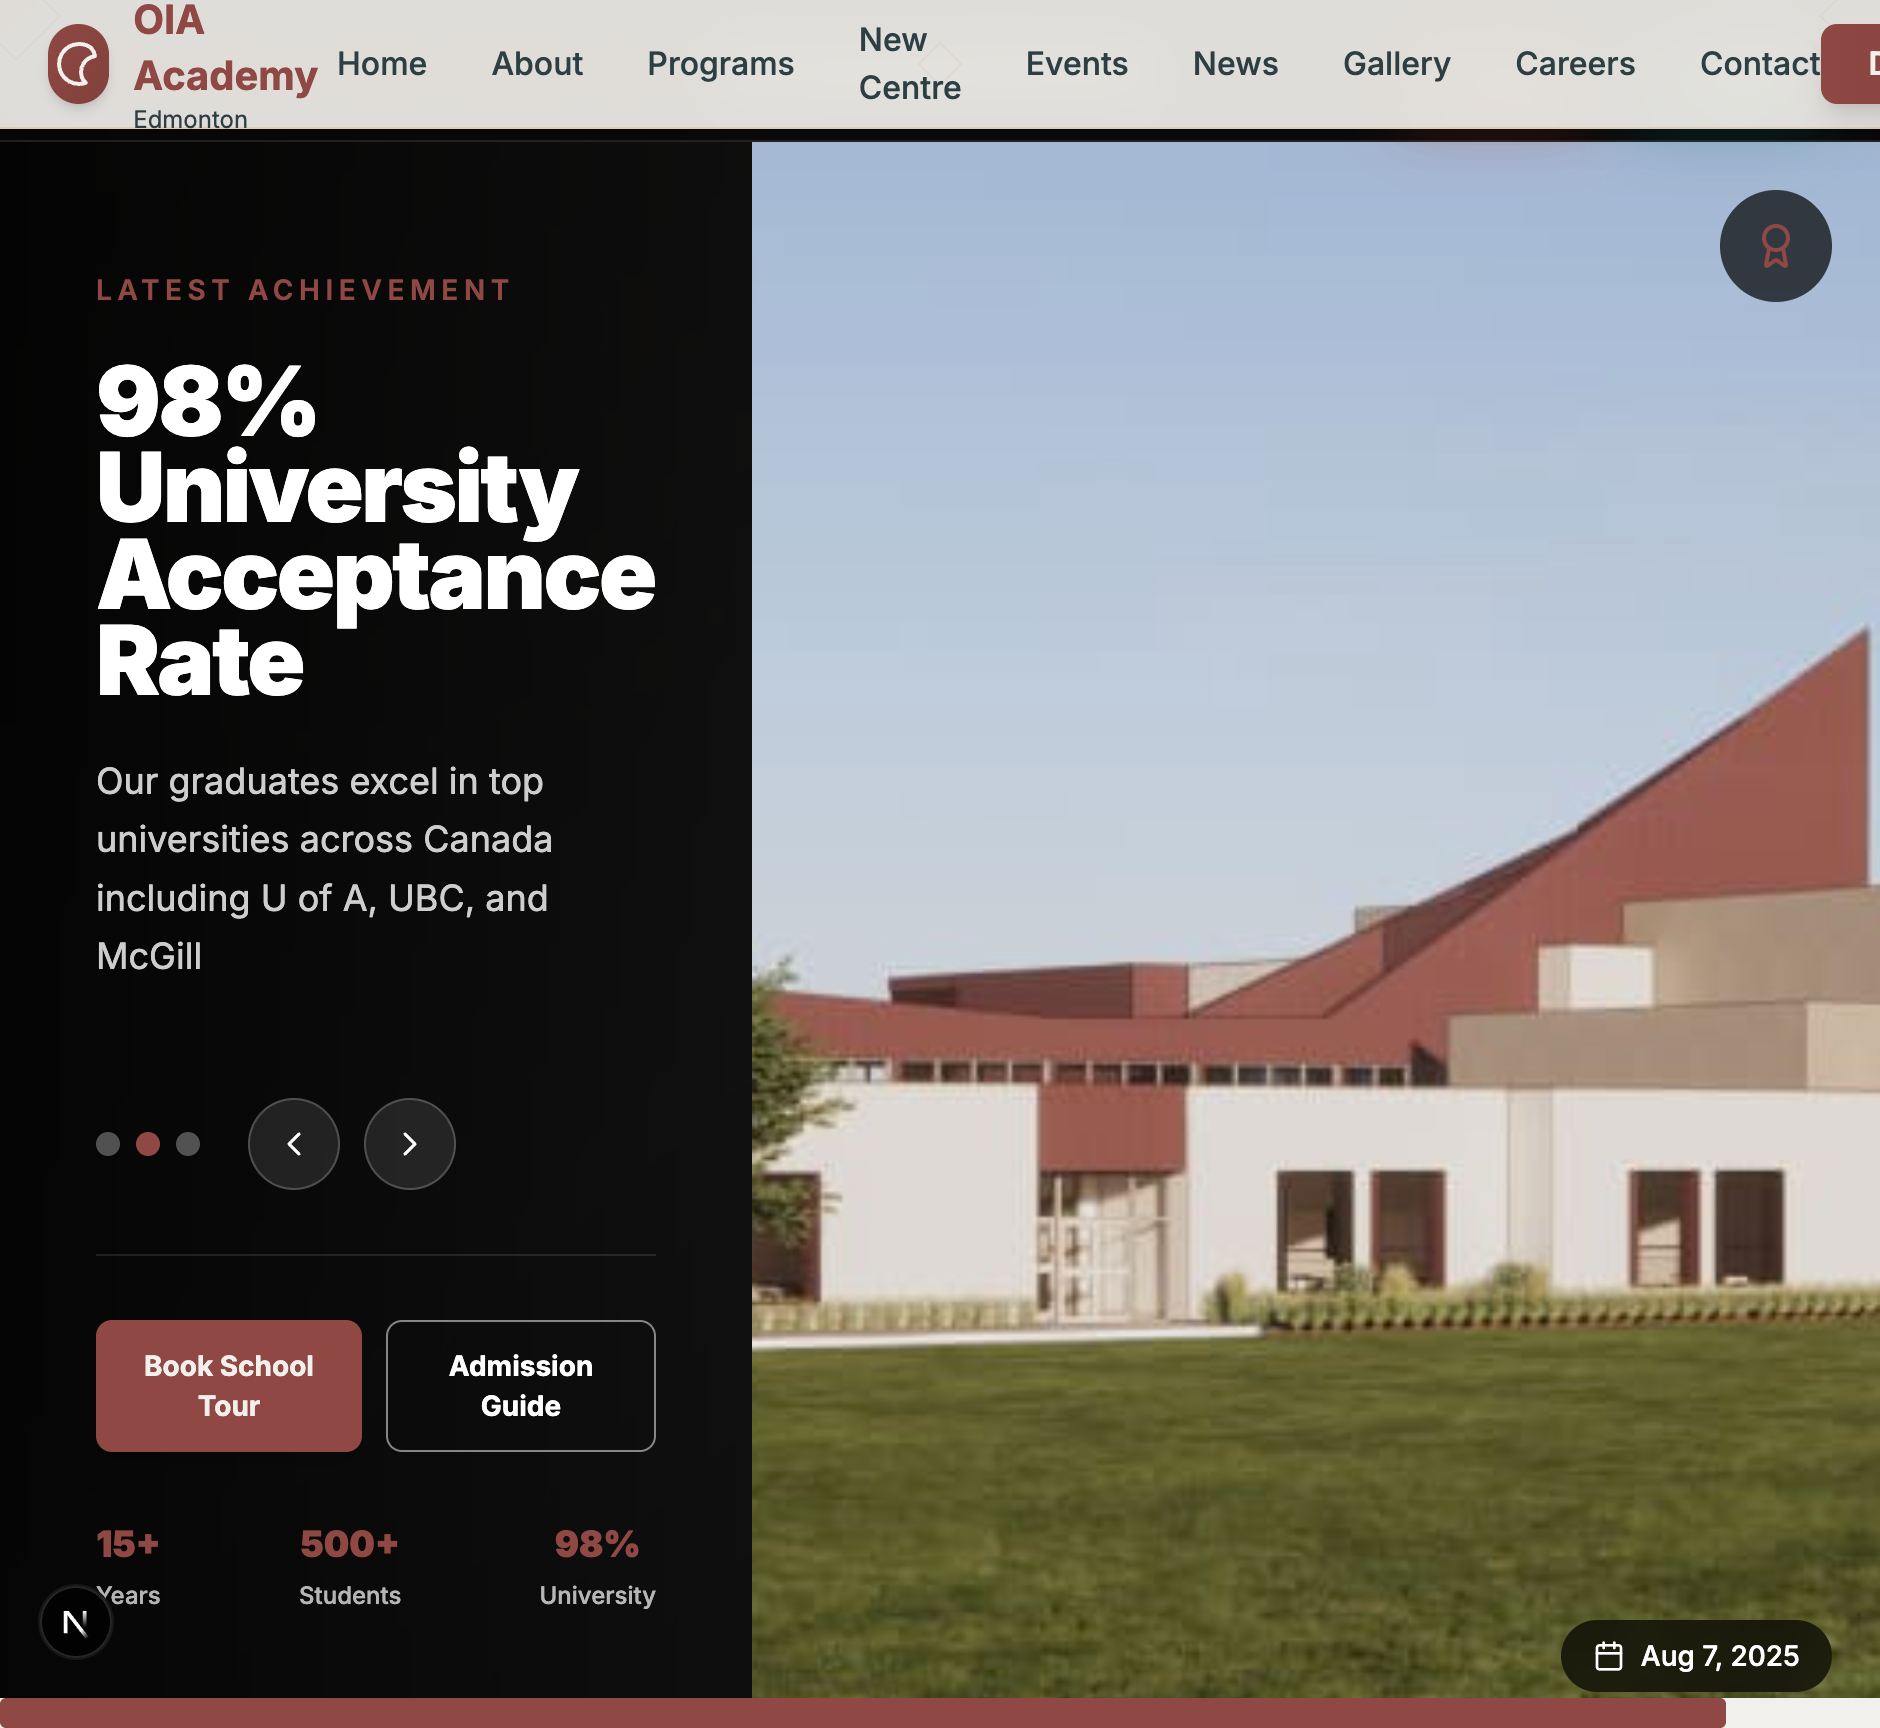 OIA
Academy
Edmonton
Home
About
Programs
New
Centre
Events
News
Gallery
Careers
Contact
LATEST ACHIEVEMENT
98%
University
Acceptance
Rate
Our graduates excel in top
universities across Canada
including U of A, UBC, and
McGill
Book School
Tour
Admission
Guide
15+
500+
98%
Years
Students
University
N
Aug 7, 2025